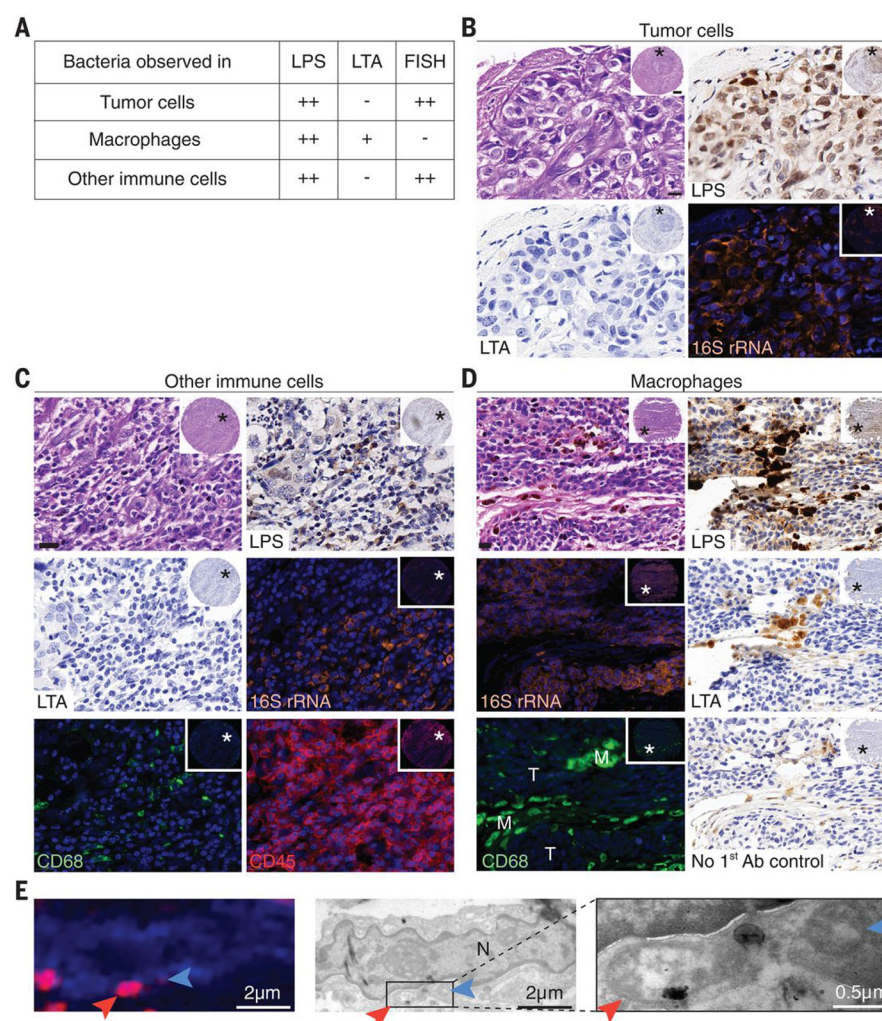 A
Bacteria observed in LPS LTA FISH
Tumor cells ++ - ++
Macrophages ++ + -
Other immune cells ++ - ++
B
Tumor cells
*
*
LPS
*
*
LTA
16S rRNA
C
Other immune cells
*
*
LPS
*
*
LTA
16S rRNA
*
*
CD68
CD45
D
Macrophages
*
*
LPS
*
*
16S rRNA
LTA
*
*
M
T
M
T
CD68
No 1st Ab control
E
2μm
N
2μm
0.5μm